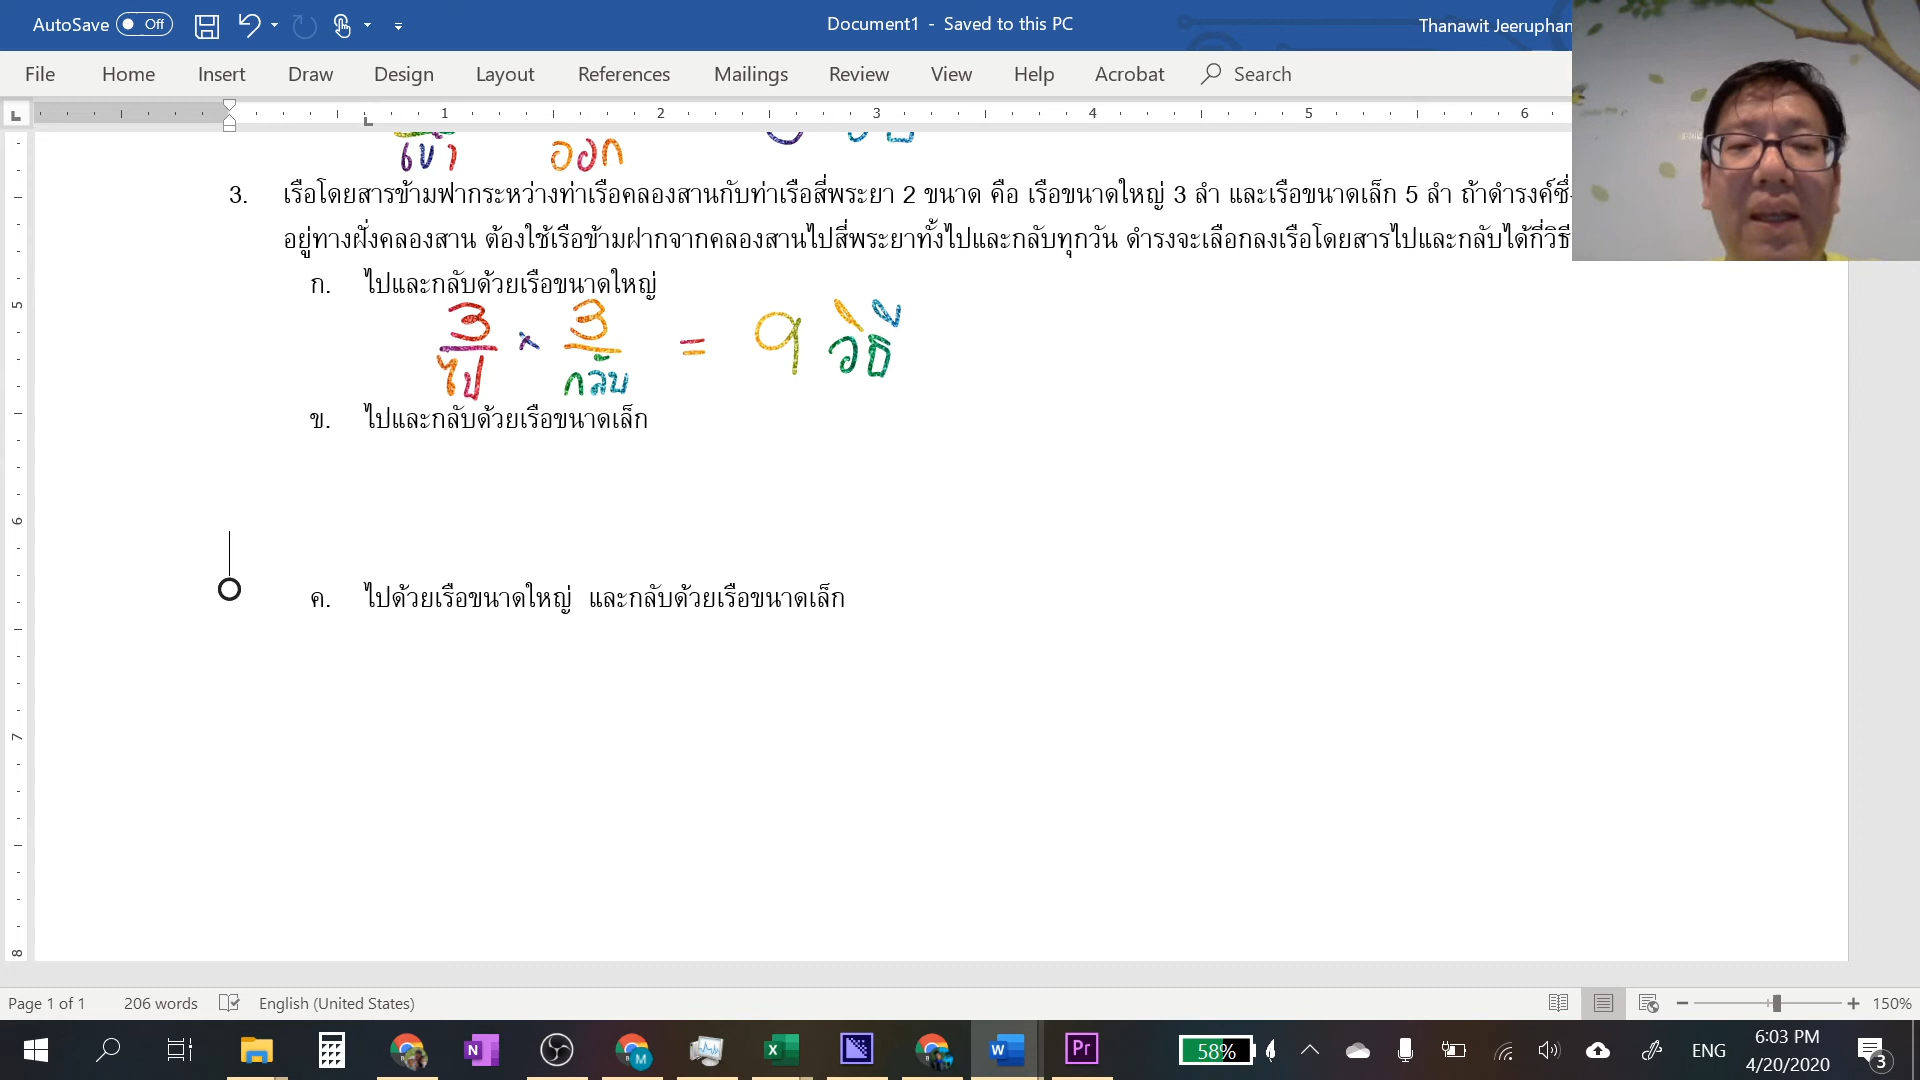 AutoSave Off Document1 - Saved to this PC Thanawit Jeeruphan
File Home Insert Draw Design Layout References Mailings Review View Help Acrobat Search
1 2 3 4 5 6
เข้า ออก
3. เรือโดยสารข้ามฟากระหว่างท่าเรือคลองสานกับท่าเรือสี่พระยา 2 ขนาด คือ เรือขนาดใหญ่ 3 ลำ และเรือขนาดเล็ก 5 ลำ ถ้าดำรงค์ซึ่ง
อยู่ทางฝั่งคลองสาน ต้องใช้เรือข้ามฝากจากคลองสานไปสี่พระยาทั้งไปและกลับทุกวัน ดำรงจะเลือกลงเรือโดยสารไปและกลับได้กี่วิธี
ก. ไปและกลับด้วยเรือขนาดใหญ่
3 × 3 = 9 วิธี
ไป กลับ
ข. ไปและกลับด้วยเรือขนาดเล็ก
ค. ไปด้วยเรือขนาดใหญ่ และกลับด้วยเรือขนาดเล็ก
5
6
7
8
Page 1 of 1 206 words English (United States) 150%
58% ENG 6:03 PM
4/20/2020 3